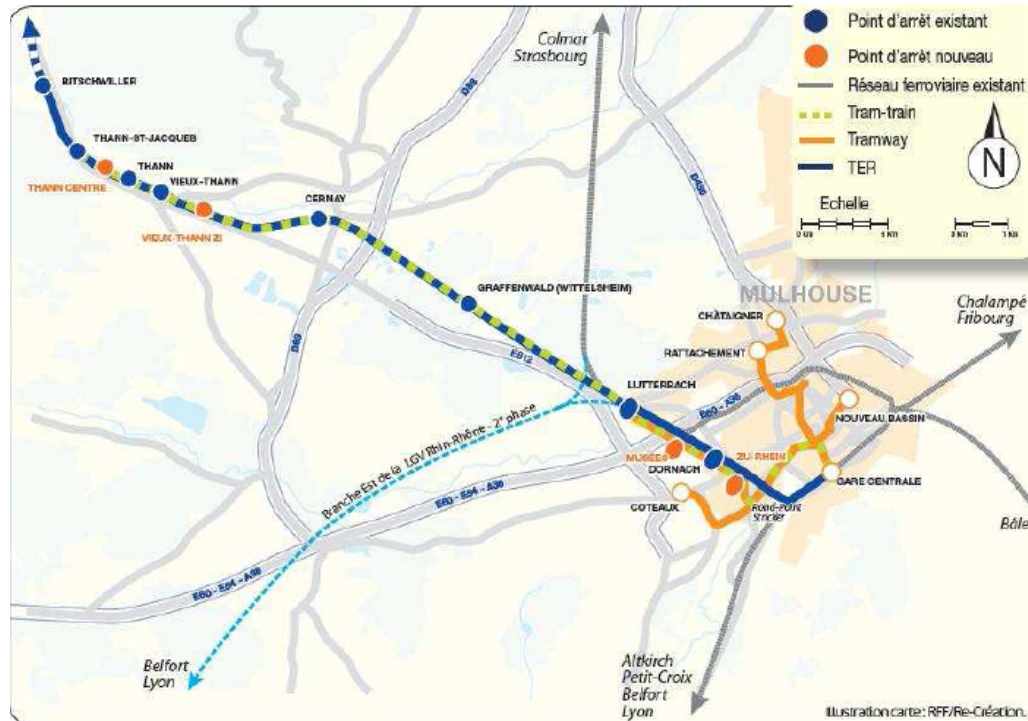 Point d'arrêt existant
Point d'arrêt nouveau
Réseau ferroviaire existant
Tram-train
Tramway
TER
N
Echelle
Colmar
Strasbourg
BITSCHWILLER
THANN-ST-JACQUES
THANN
VIEUX-THANN
THANN CENTRE
VIEUX-THANN ZI
CERNAY
GRAFFENWALD (WITTELSHEIM)
MULHOUSE
CHÂTAIGNER
RATTACHEMENT
Chalampé
Fribourg
LUTTERBACH
E512
E60 - A36
NOUVEAU BASSIN
MUSÉES
DORNACH
ZU-RHEIN
GARE CENTRALE
COTEAUX
Rond-Point
Stricker
Bâle
Branche Est de la LGV Rhin-Rhône - 2e phase
E60 - E54 - A36
E60 - E54 - A36
Belfort
Lyon
Altkirch
Petit-Croix
Belfort
Lyon
Illustration carte : RFF/Re-Création.